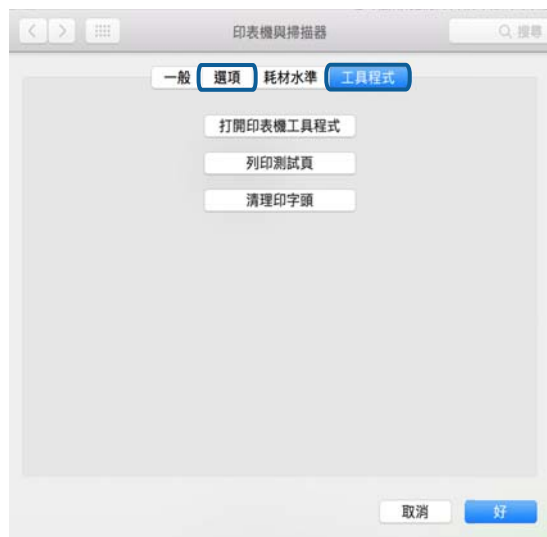 印表機與掃描器 搜尋
一般 選項 耗材水準 工具程式
打開印表機工具程式
列印測試頁
清理印字頭
取消 好